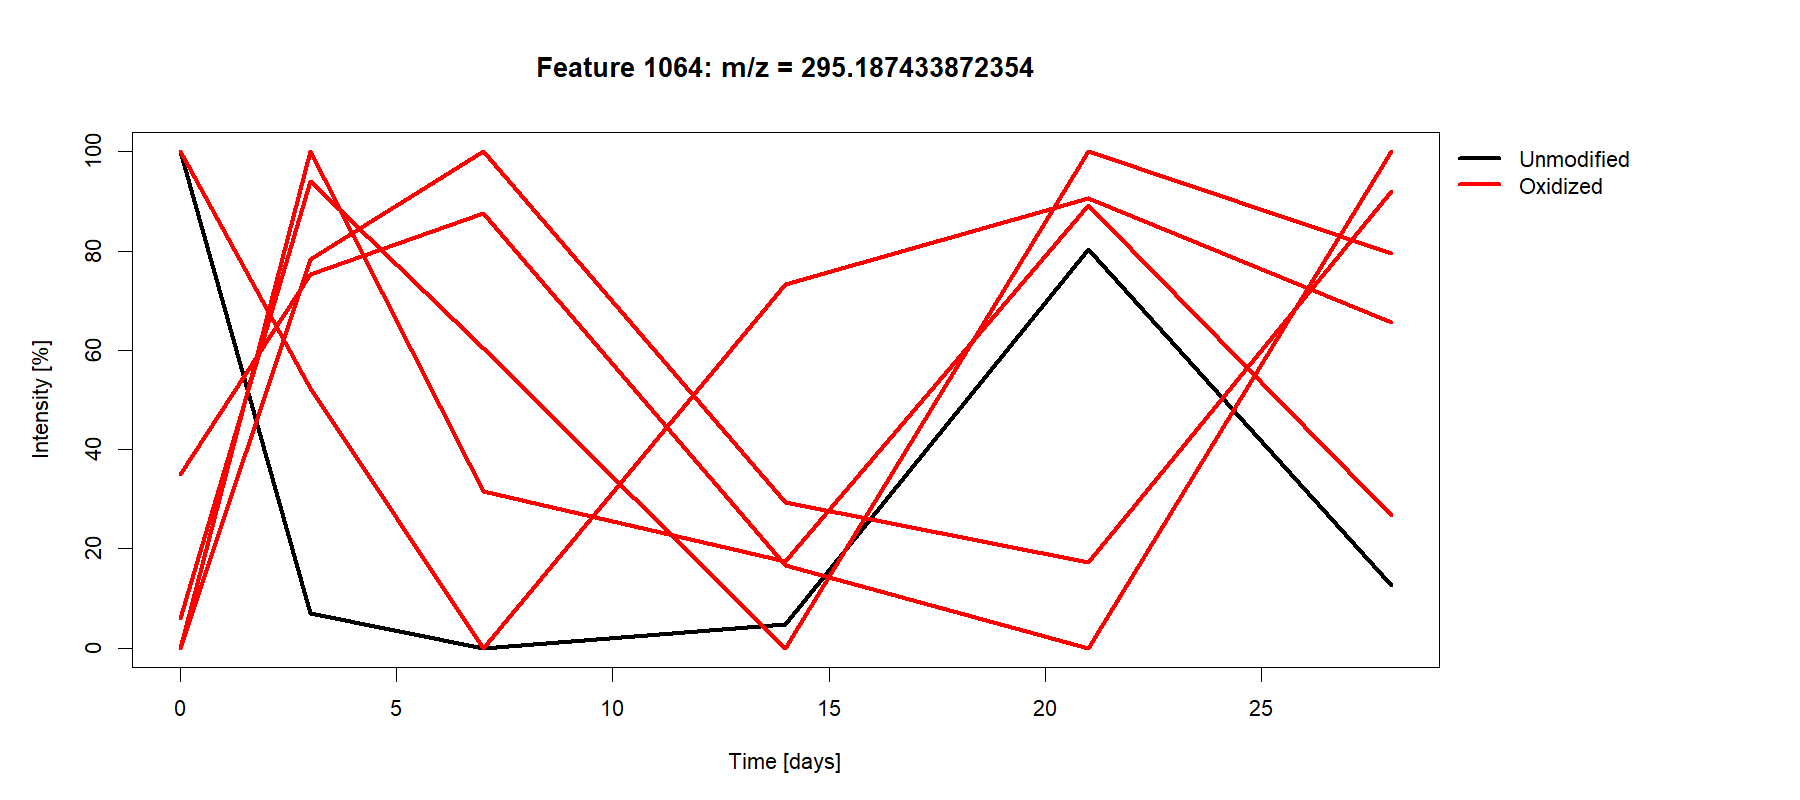 Feature 1064: m/z = 295.187433872354
Unmodified
Oxidized
Intensity [%]
100
80
60
40
20
0
0 5 10 15 20 25
Time [days]